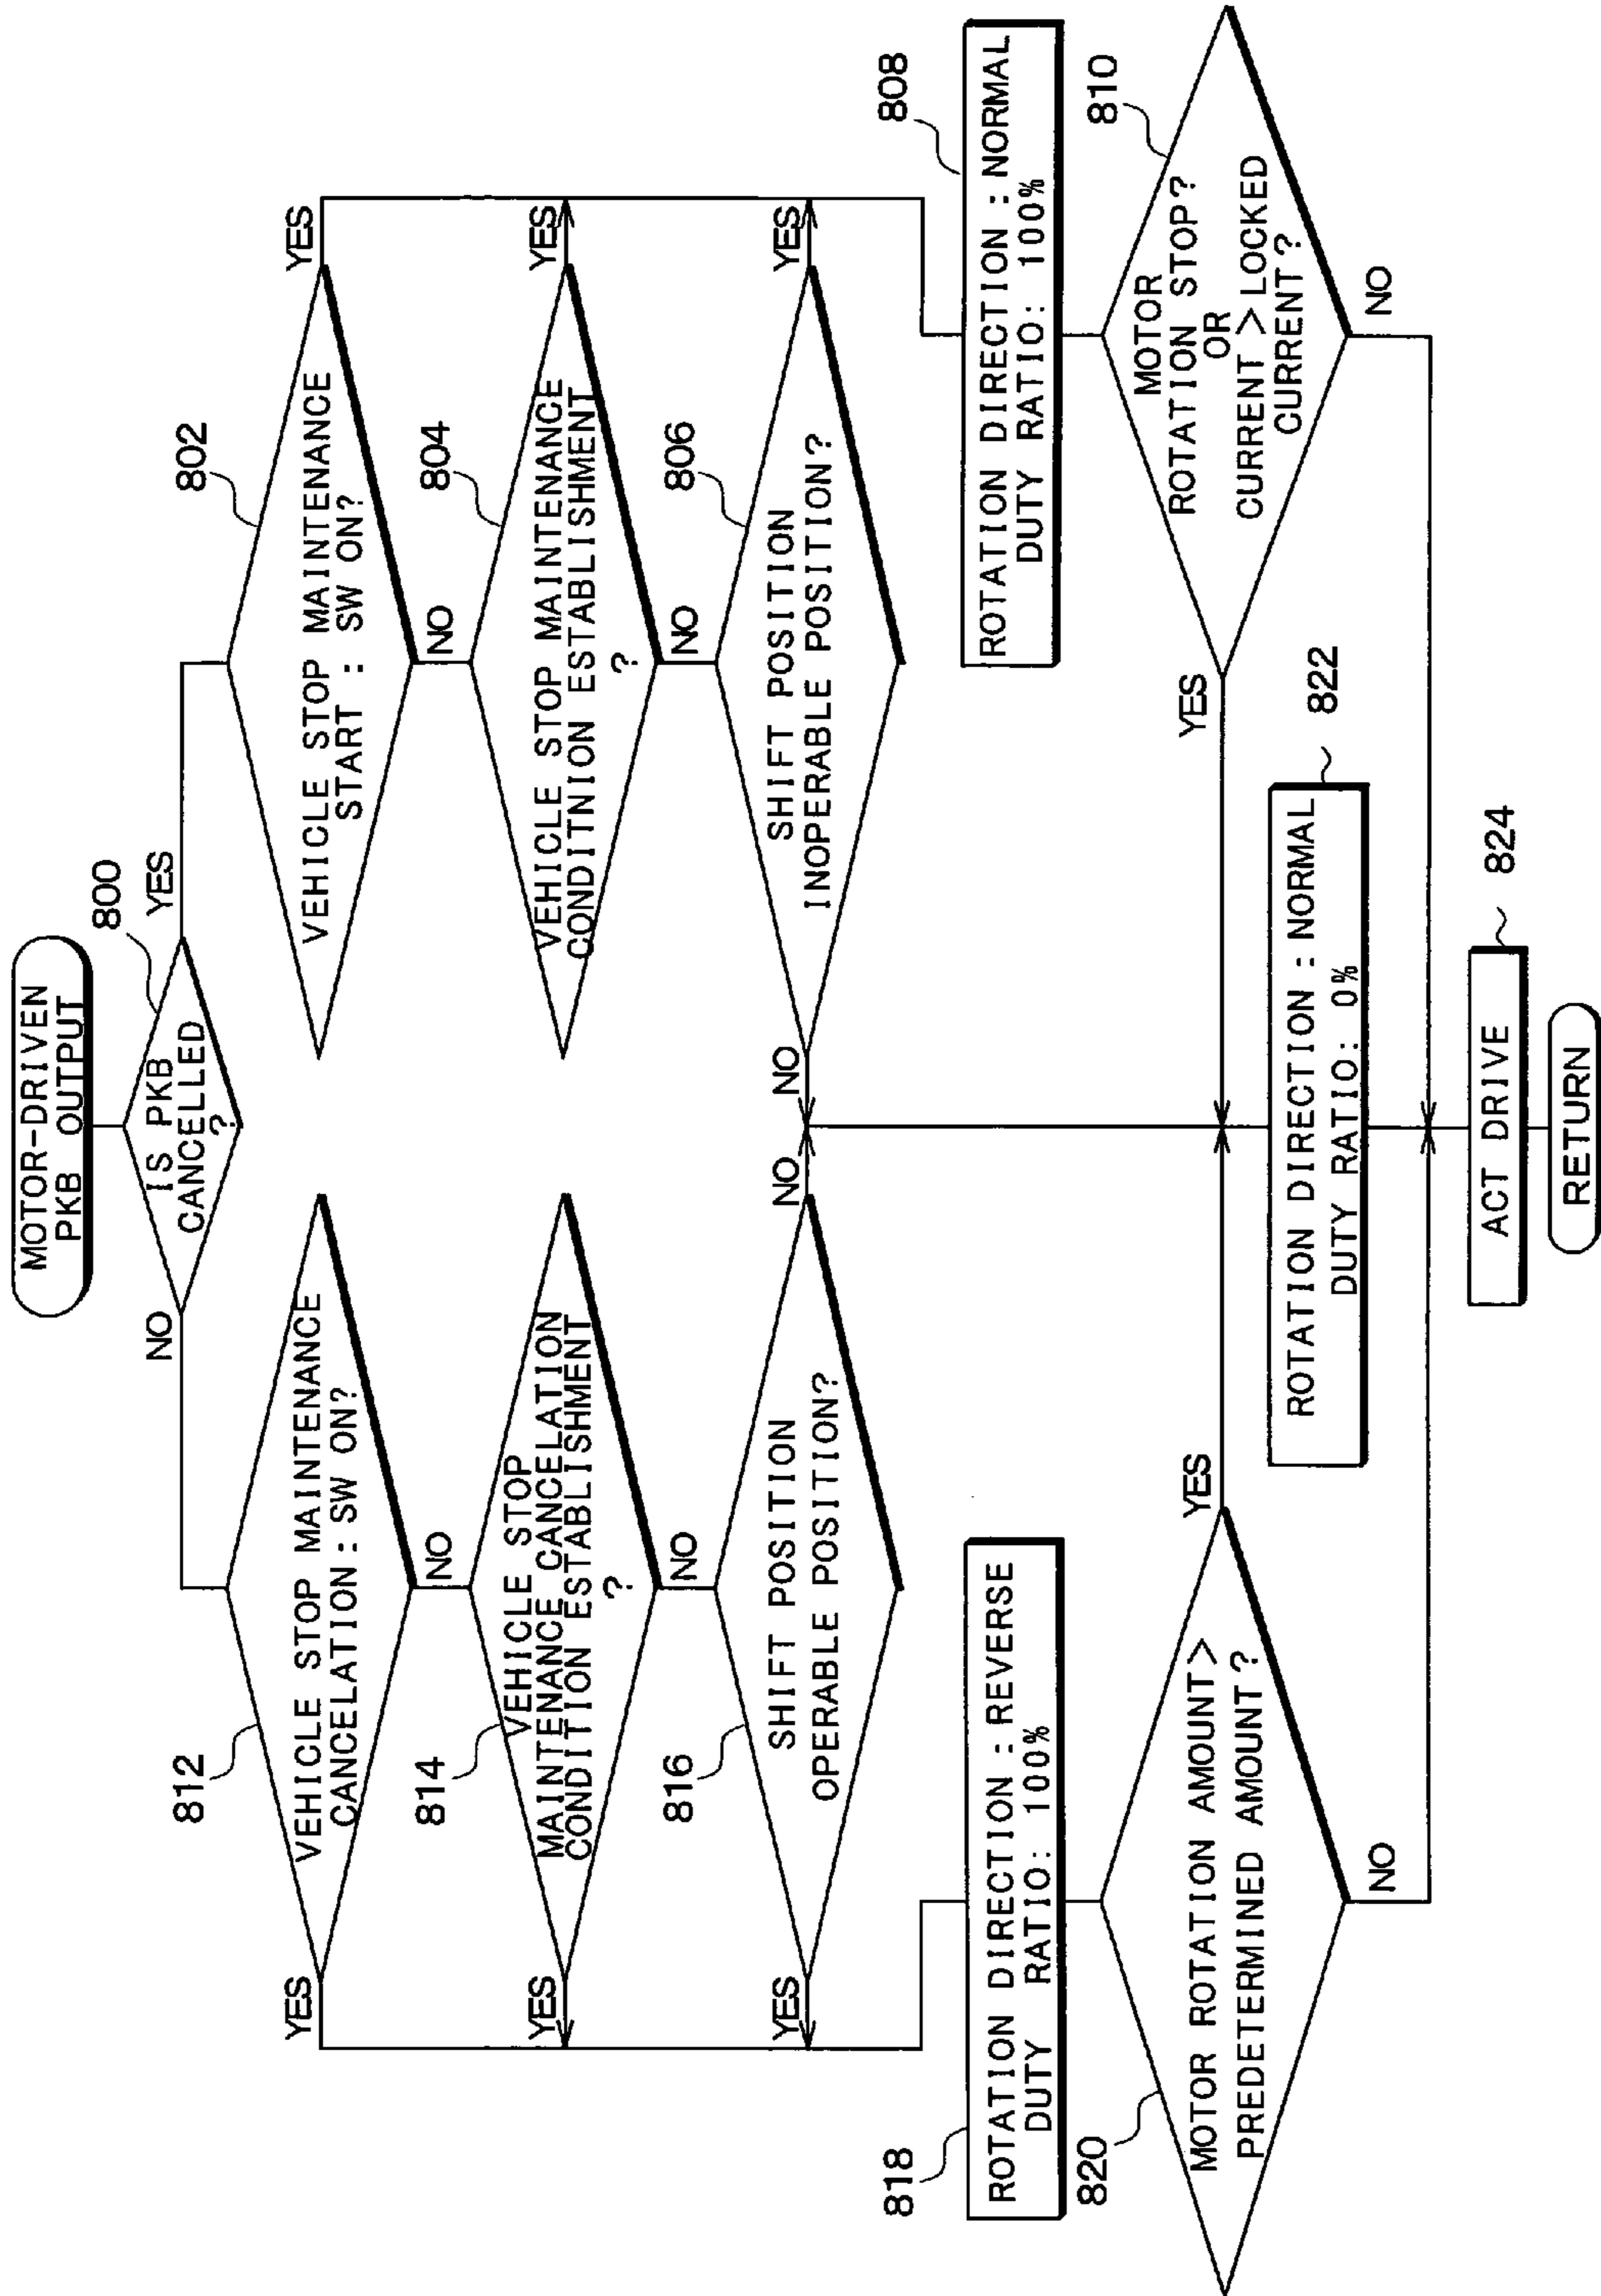 MOTOR-DRIVEN
PKB OUTPUT
800
IS PKB
CANCELLED
?
NO
YES
812
VEHICLE STOP MAINTENANCE
CANCELATION : SW ON?
YES
NO
802
VEHICLE STOP MAINTENANCE
START : SW ON?
YES
NO
814
VEHICLE STOP
MAINTENANCE CANCELATION
CONDITION ESTABLISHMENT
?
YES
NO
804
VEHICLE STOP MAINTENANCE
CONDITNION ESTABLISHMENT
?
YES
NO
816
SHIFT POSITION
OPERABLE POSITION?
YES
NO
806
SHIFT POSITION
INOPERABLE POSITION?
NO
YES
818
ROTATION DIRECTION : REVERSE
DUTY RATIO: 100%
808
ROTATION DIRECTION : NORMAL
DUTY RATIO: 100%
820
MOTOR ROTATION AMOUNT>
PREDETERMINED AMOUNT?
YES
NO
810
MOTOR
ROTATION STOP?
OR
CURRENT > LOCKED
CURRENT?
YES
NO
822
ROTATION DIRECTION : NORMAL
DUTY RATIO: 0%
824
ACT DRIVE
RETURN